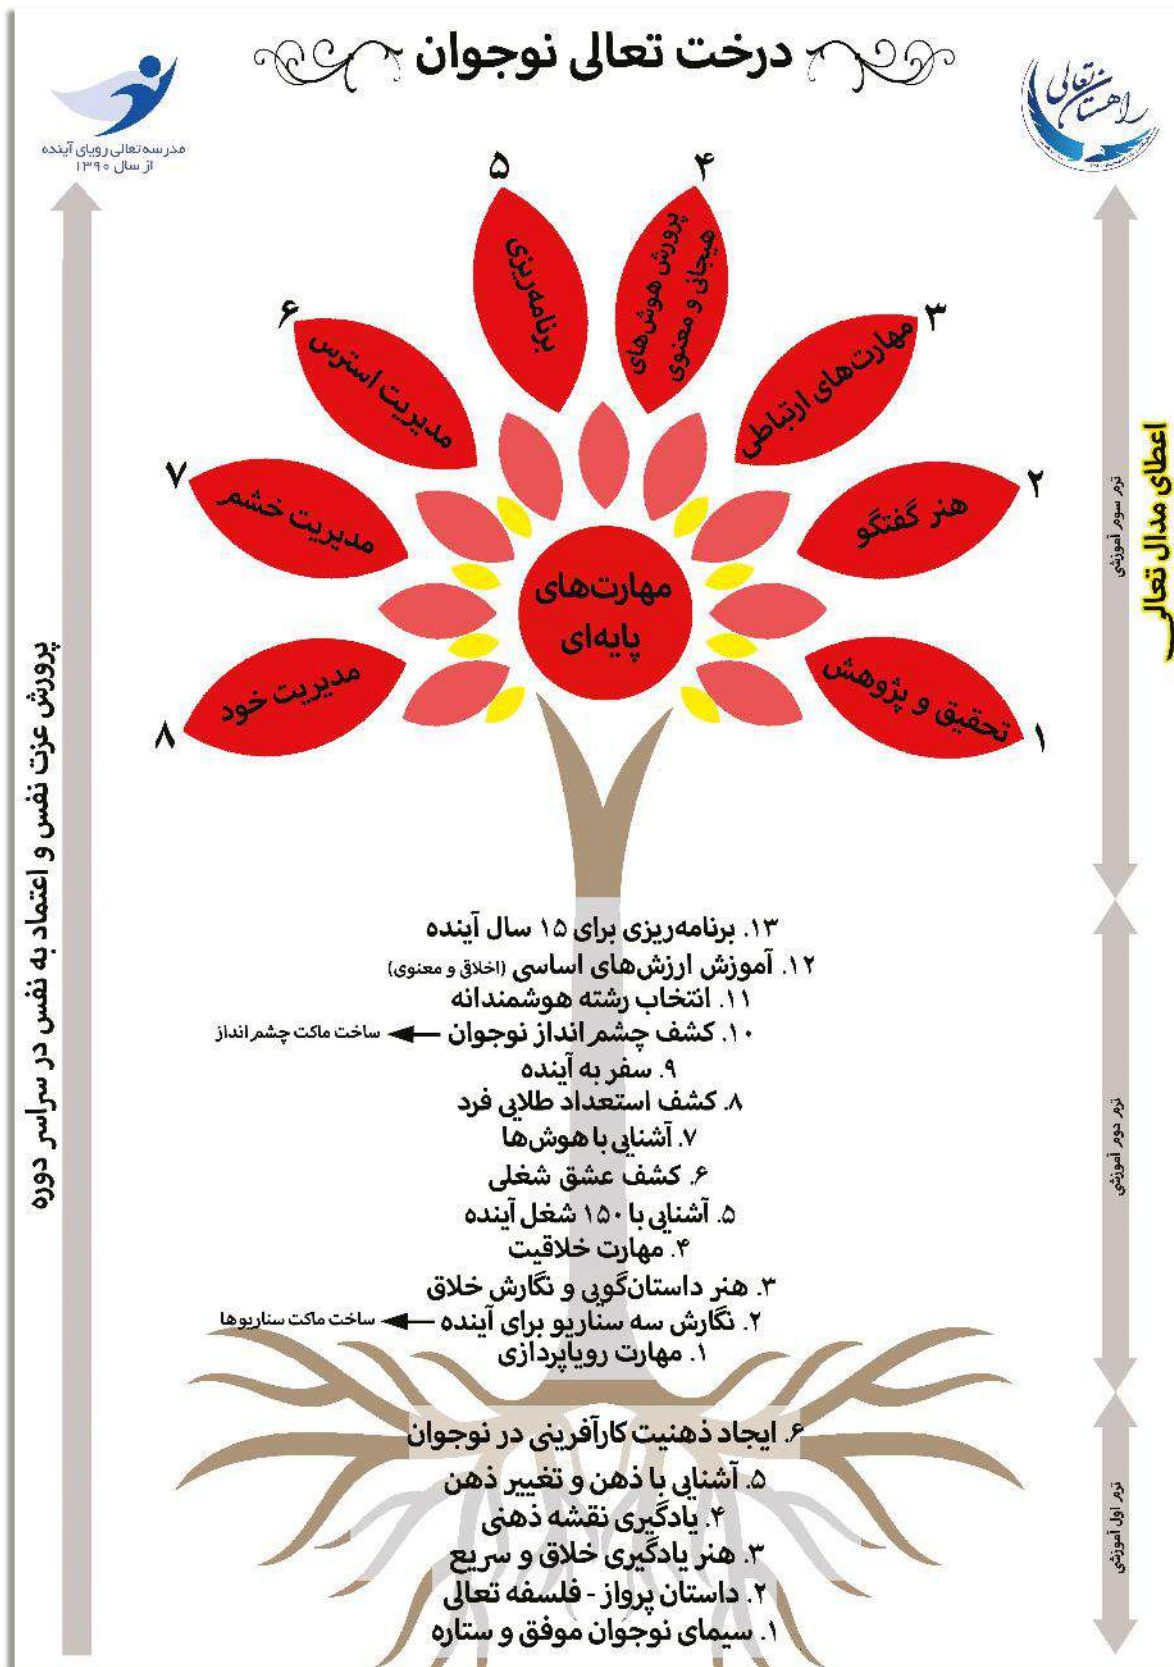 درخت تعالی نوجوان
راهستان تعالی
مدرسه تعالی رویای آینده
از سال ۱۳۹۰
۱
تحقیق و پژوهش
۲
هنر گفتگو
۳
مهارت‌های ارتباطی
۴
پرورش هوش‌های
هیجانی و معنوی
۵
برنامه‌ریزی
۶
مدیریت استرس
۷
مدیریت خشم
۸
مدیریت خود
مهارت‌های
پایه‌ای
اعطای مدال تعالی
ترم سوم آموزشی
پرورش عزت نفس و اعتماد به نفس در سراسر دوره
۱۳. برنامه‌ریزی برای ۱۵ سال آینده
۱۲. آموزش ارزش‌های اساسی (اخلاقی و معنوی)
۱۱. انتخاب رشته هوشمندانه
۱۰. کشف چشم‌انداز نوجوان ساخت ماکت چشم‌انداز
۹. سفر به آینده
۸. کشف استعداد طلایی فرد
۷. آشنایی با هوش‌ها
۶. کشف عشق شغلی
۵. آشنایی با ۱۵۰ شغل آینده
۴. مهارت خلاقیت
۳. هنر داستان‌گویی و نگارش خلاق
۲. نگارش سه سناریو برای آینده ساخت ماکت سناریوها
۱. مهارت رویاپردازی
ترم دوم آموزشی
۶. ایجاد ذهنیت کارآفرینی در نوجوان
۵. آشنایی با ذهن و تغییر ذهن
۴. یادگیری نقشه ذهنی
۳. هنر یادگیری خلاق و سریع
۲. داستان پرواز - فلسفه تعالی
۱. سیمای نوجوان موفق و ستاره
ترم اول آموزشی